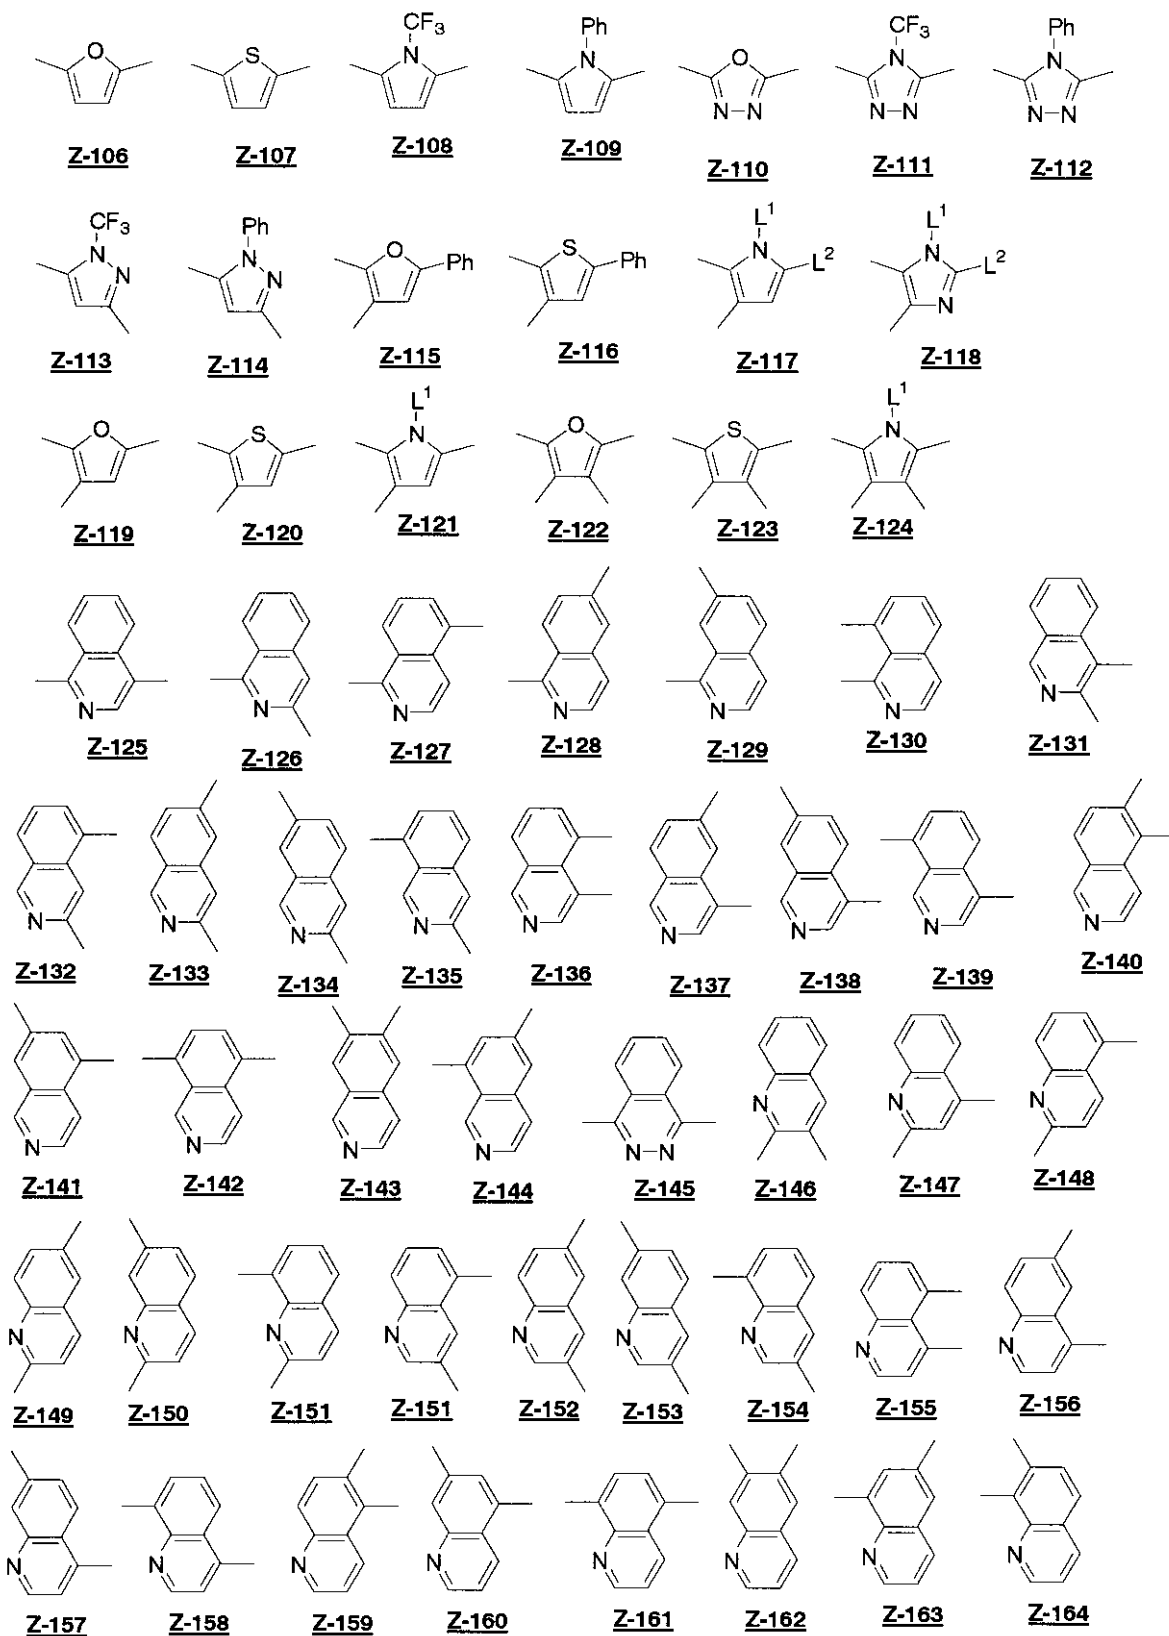 O S CF3 N Ph N O N–N CF3 N N–N Ph N N–N
Z-106 Z-107 Z-108 Z-109 Z-110 Z-111 Z-112
CF3 N N Ph N N O Ph S Ph L1 N L2 L1 N L2 N
Z-113 Z-114 Z-115 Z-116 Z-117 Z-118
O S L1 N O S L1 N
Z-119 Z-120 Z-121 Z-122 Z-123 Z-124
N N N N N N N
Z-125 Z-126 Z-127 Z-128 Z-129 Z-130 Z-131
N N N N N N N N N
Z-132 Z-133 Z-134 Z-135 Z-136 Z-137 Z-138 Z-139 Z-140
N N N N N–N N N N
Z-141 Z-142 Z-143 Z-144 Z-145 Z-146 Z-147 Z-148
N N N N N N N N N
Z-149 Z-150 Z-151 Z-151 Z-152 Z-153 Z-154 Z-155 Z-156
N N N N N N N N
Z-157 Z-158 Z-159 Z-160 Z-161 Z-162 Z-163 Z-164